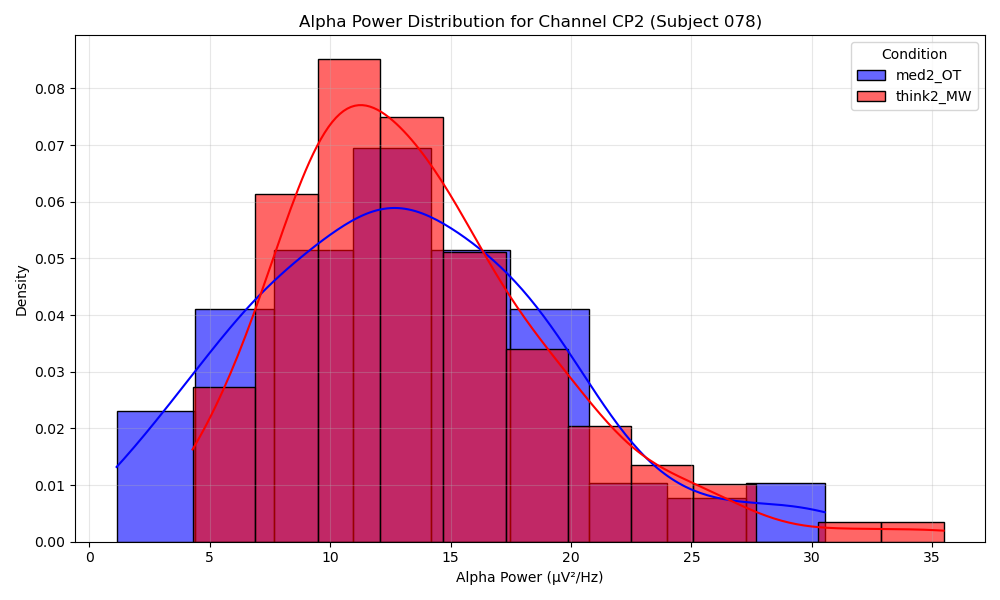 Alpha Power Distribution for Channel CP2 (Subject 078)
Condition
med2_OT
think2_MW
Density
0.08
0.07
0.06
0.05
0.04
0.03
0.02
0.01
0.00
0 5 10 15 20 25 30 35
Alpha Power (µV²/Hz)